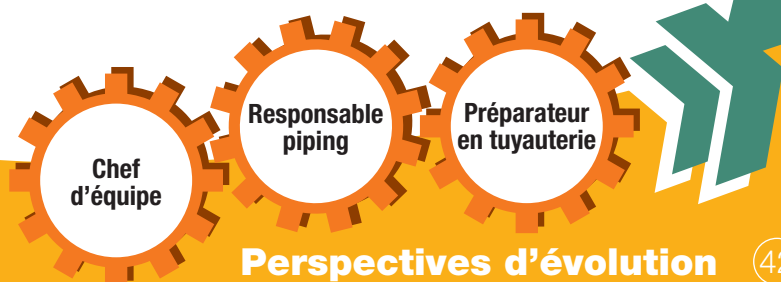 Chef
d'équipe
Responsable
piping
Préparateur
en tuyauterie
Perspectives d'évolution
42